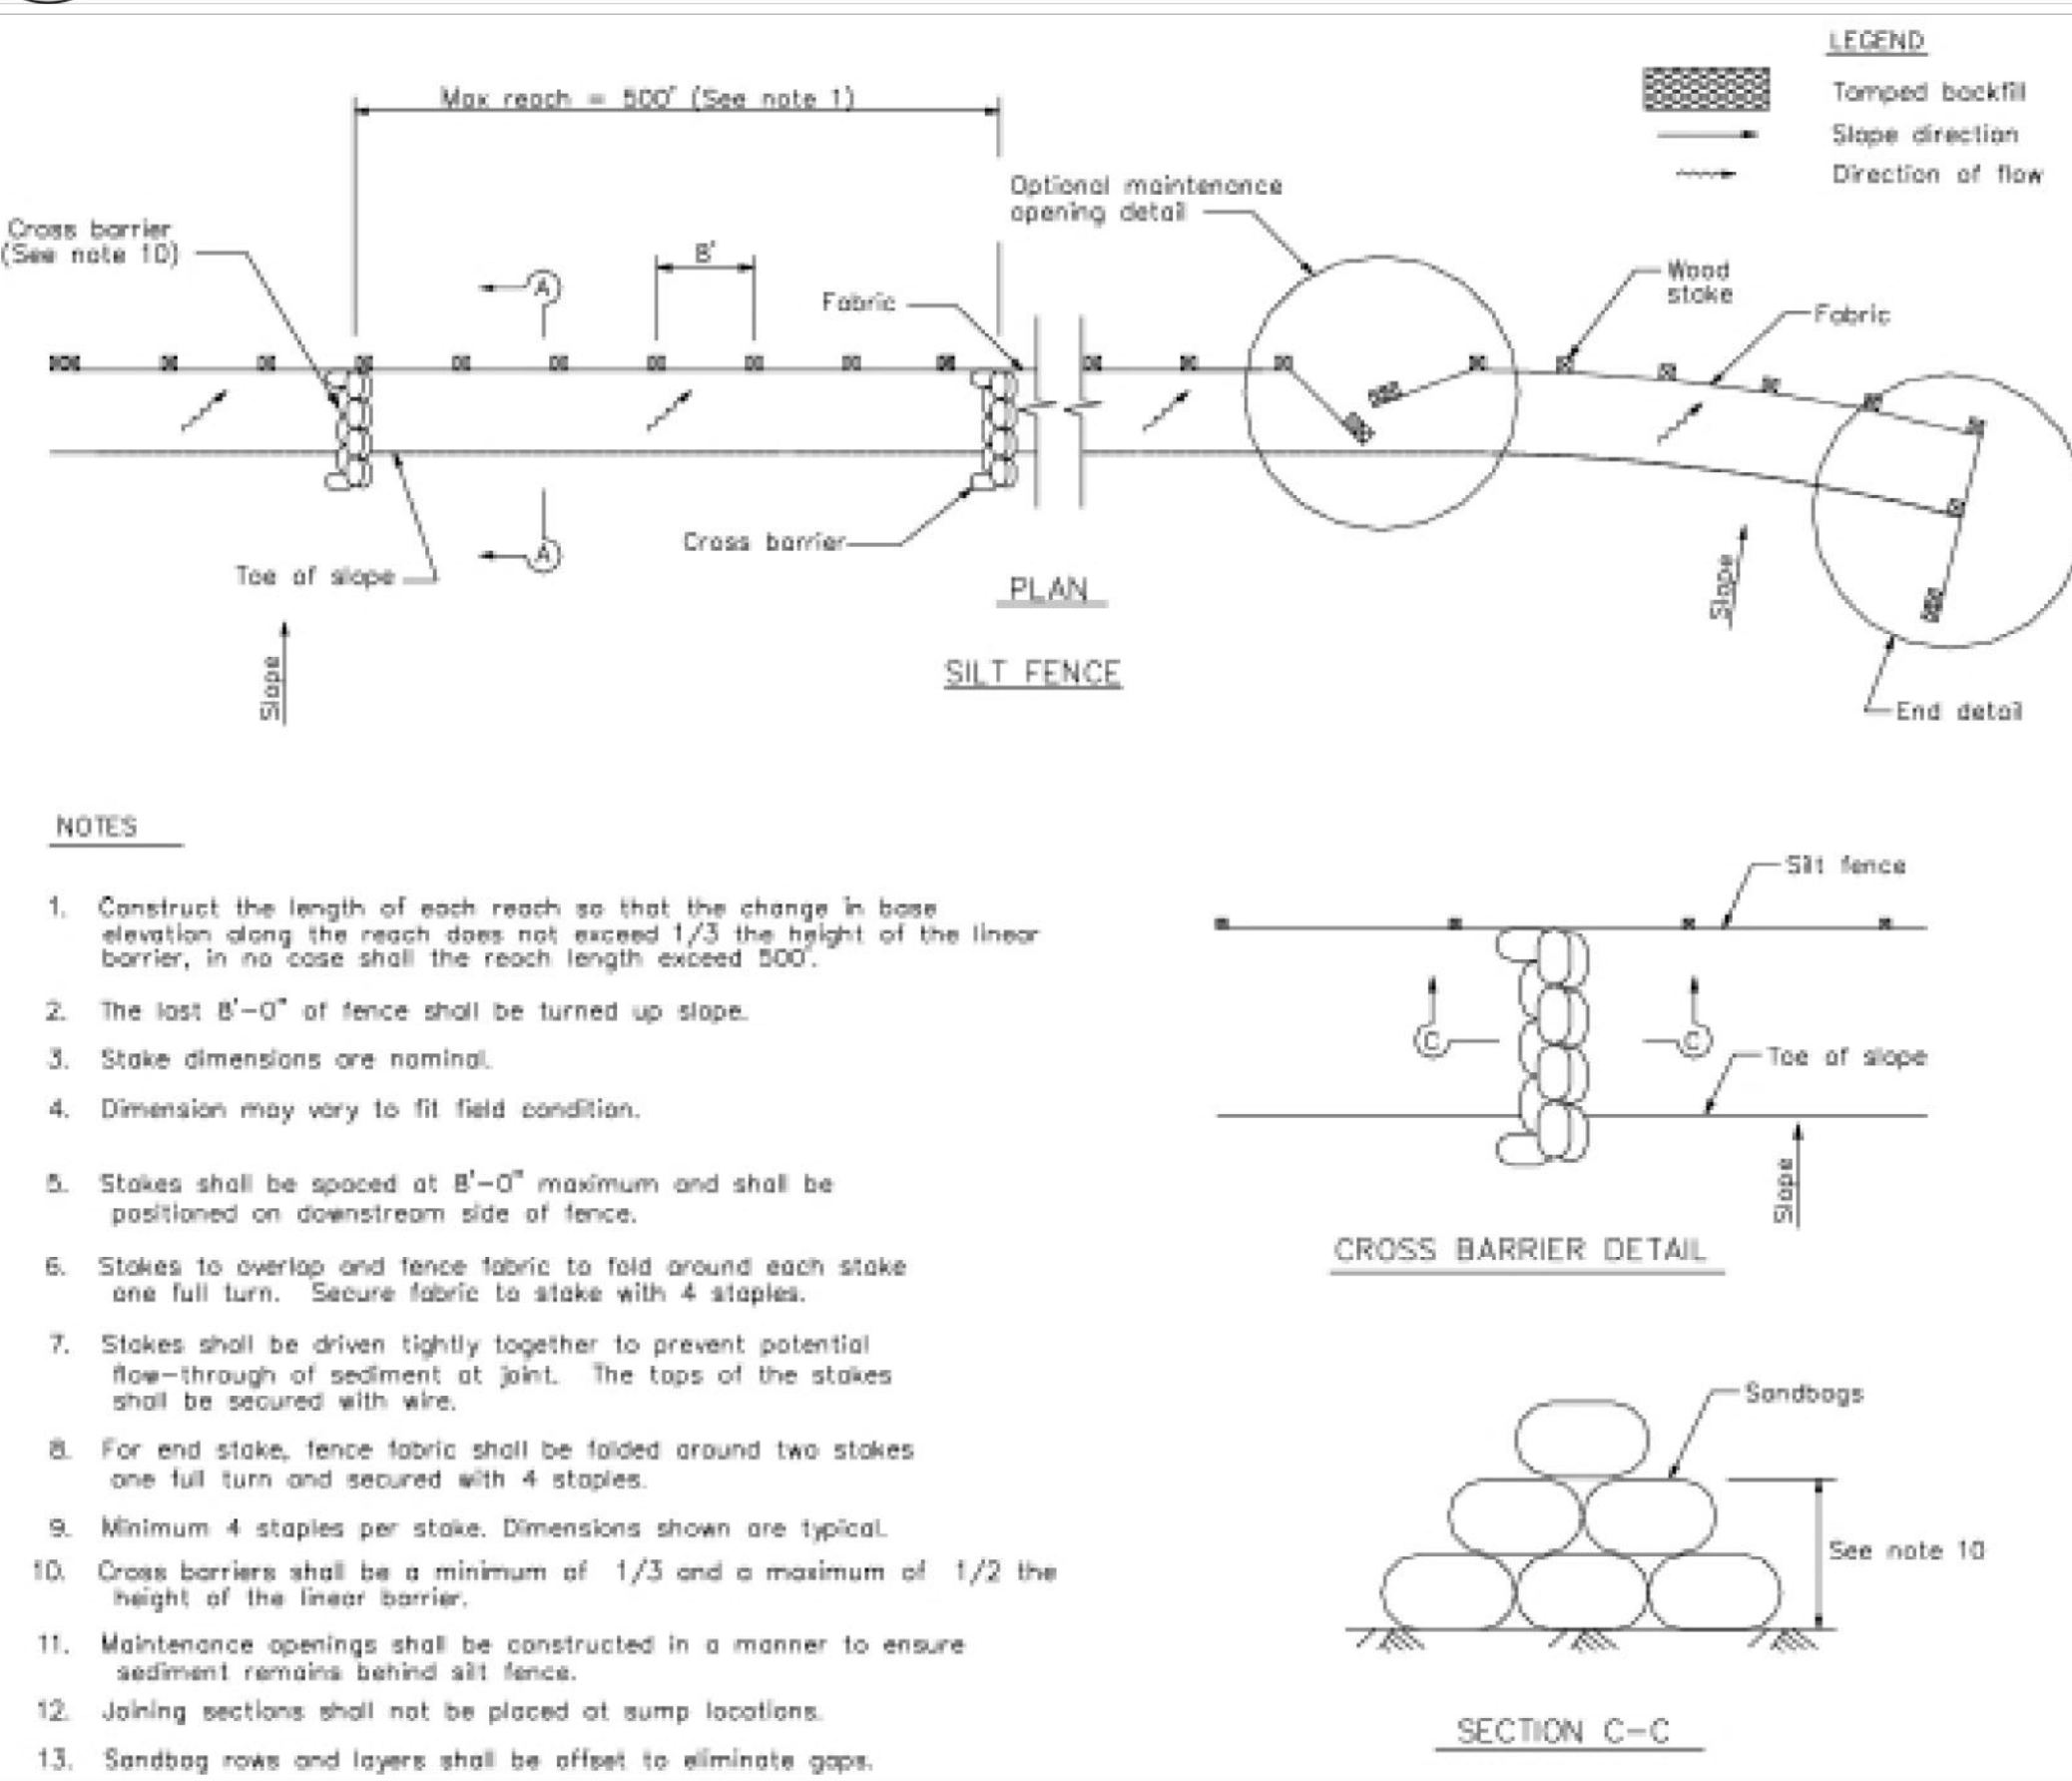 LEGEND
Tamped backfill
Slope direction
Direction of flow
Max reach = 500' (See note 1)
Optional maintenance
opening detail
Cross barrier
(See note 10)
A
8'
Fabric
Wood
stake
Fabric
Cross barrier
A
Toe of slope
PLAN
Slope
Slope
SILT FENCE
End detail
NOTES
1. Construct the length of each reach so that the change in base
elevation along the reach does not exceed 1/3 the height of the linear
barrier, in no case shall the reach length exceed 500'.
2. The last 8'-0" of fence shall be turned up slope.
3. Stake dimensions are nominal.
4. Dimension may vary to fit field condition.
5. Stakes shall be spaced at 8'-0" maximum and shall be
positioned on downstream side of fence.
6. Stakes to overlap and fence fabric to fold around each stake
one full turn. Secure fabric to stake with 4 staples.
7. Stakes shall be driven tightly together to prevent potential
flow-through of sediment at joint. The tops of the stakes
shall be secured with wire.
8. For end stake, fence fabric shall be folded around two stakes
one full turn and secured with 4 staples.
9. Minimum 4 staples per stake. Dimensions shown are typical.
10. Cross barriers shall be a minimum of 1/3 and a maximum of 1/2 the
height of the linear barrier.
11. Maintenance openings shall be constructed in a manner to ensure
sediment remains behind silt fence.
12. Joining sections shall not be placed at sump locations.
13. Sandbag rows and layers shall be offset to eliminate gaps.
Silt fence
C
C
Toe of slope
Slope
CROSS BARRIER DETAIL
Sandbags
See note 10
SECTION C-C